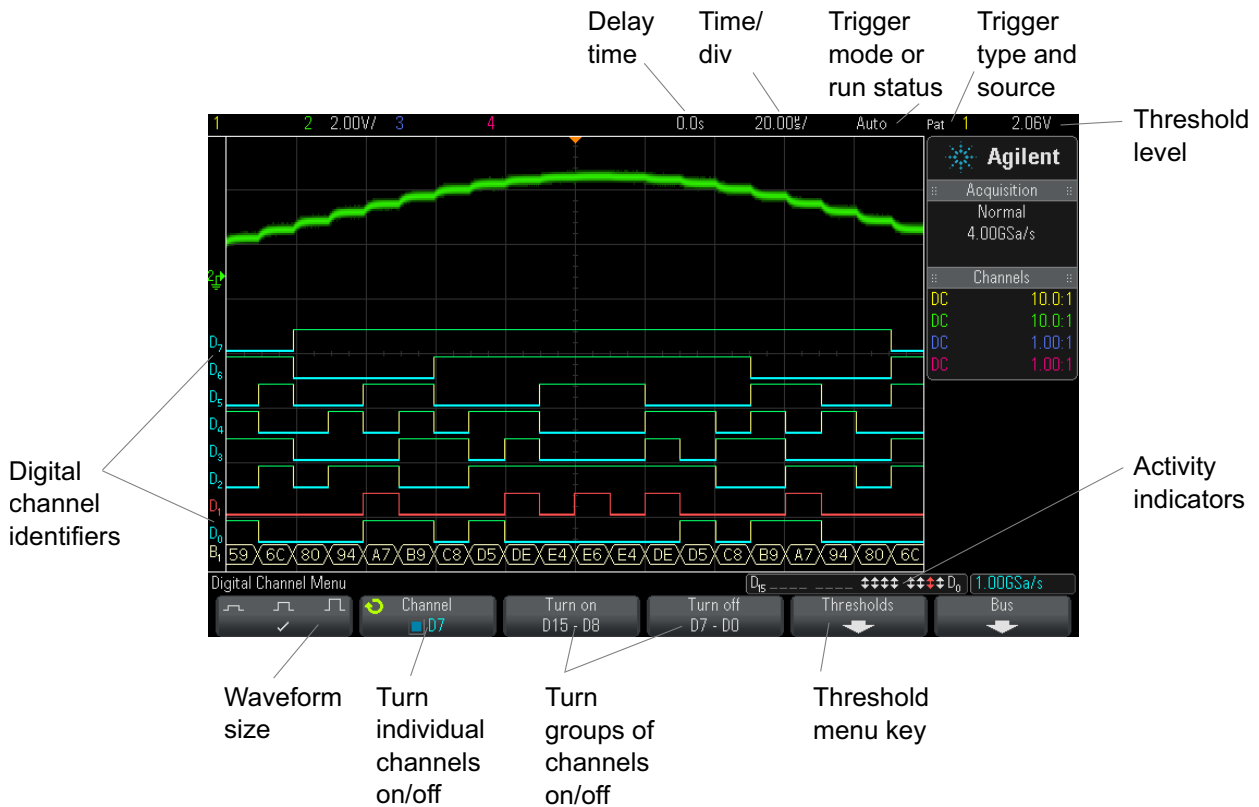 Delay
time
Time/
div
Trigger
mode or
run status
Trigger
type and
source
Threshold
level
1 2 2.00V/ 3 4 0.0s 20.00µs/ Auto Pat 1 2.06V
Agilent
Acquisition
Normal
4.00GSa/s
Channels
DC 10.0:1
DC 10.0:1
DC 1.00:1
DC 1.00:1
2
D7
D6
D5
D4
D3
D2
D1
D0
B1 59 6C 80 94 A7 B9 C8 D5 DE E4 E6 E4 DE D5 C8 B9 A7 94 80 6C
Digital
channel
identifiers
Activity
indicators
Digital Channel Menu
D15 D0 1.00GSa/s
Channel
D7
Turn on
D15 - D8
Turn off
D7 - D0
Thresholds
Bus
Waveform
size
Turn
individual
channels
on/off
Turn
groups of
channels
on/off
Threshold
menu key